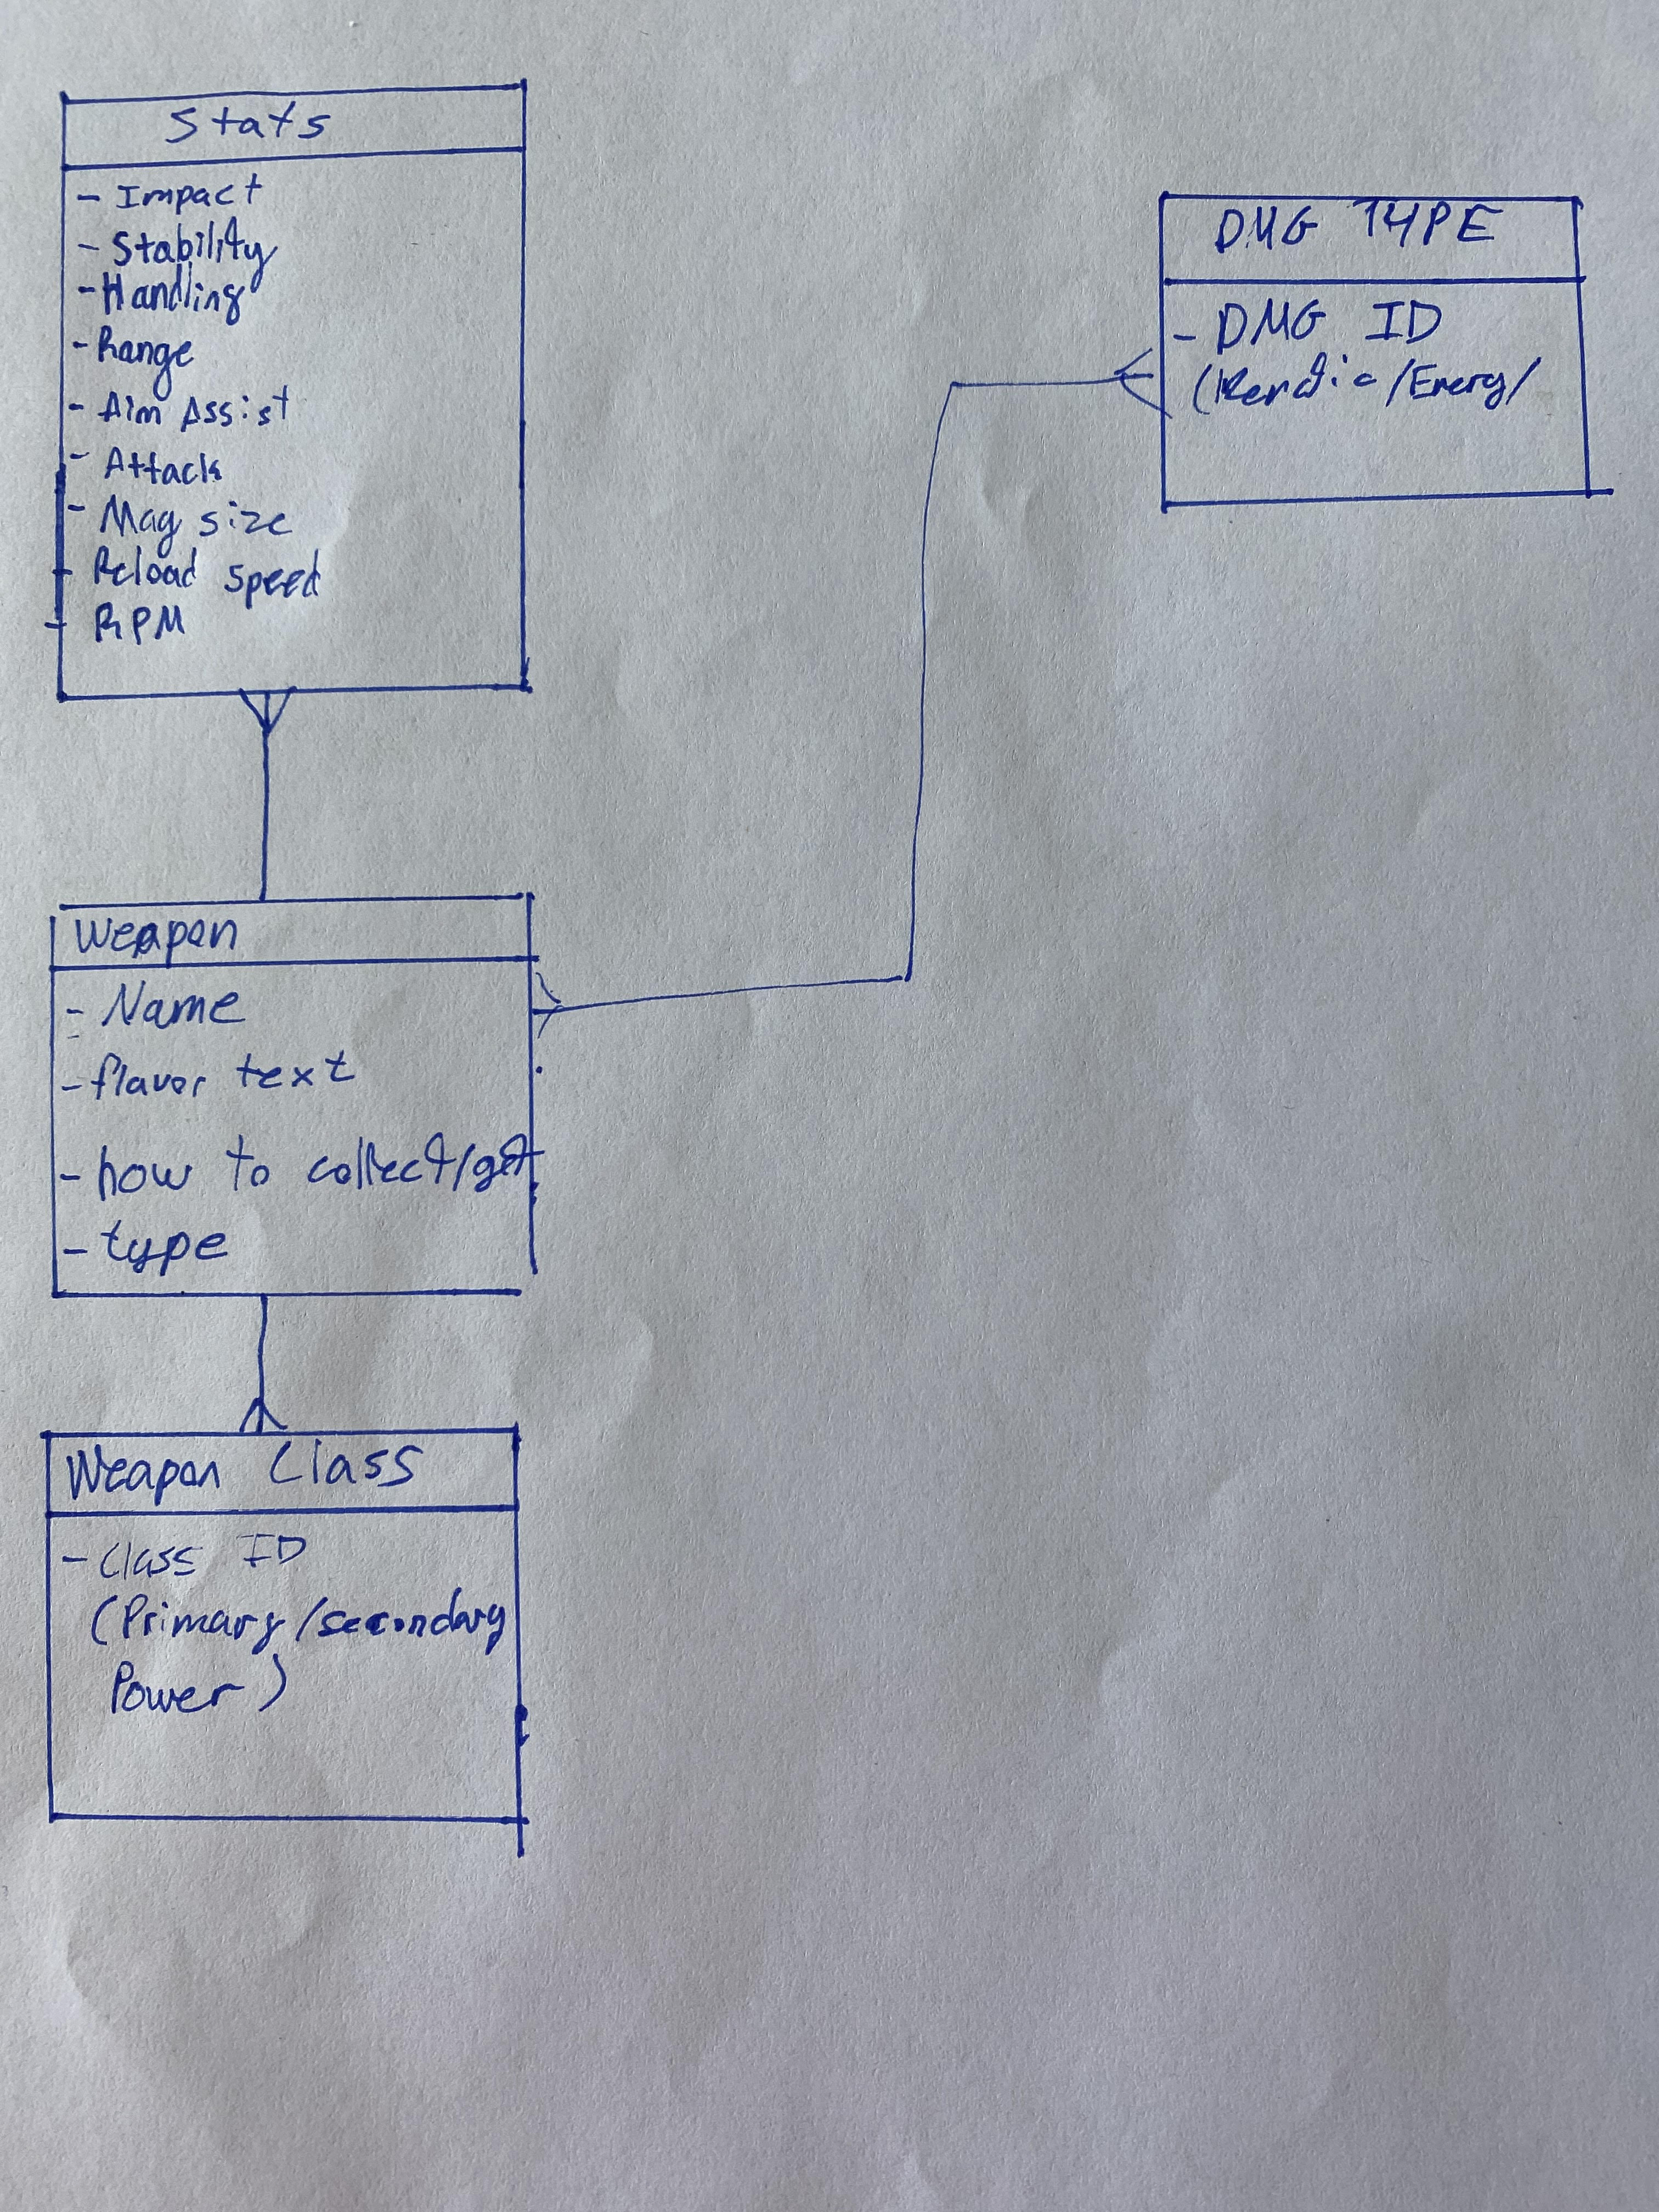 Stats
- Impact
- Stability
- Handling
- Range
- Aim Assist
- Attack
- Mag size
- Reload speed
- RPM
DMG TYPE
- DMG ID
(Kenetic/Energy/
Weapon
- Name
- flavor text
- how to collect/get
- type
Weapon Class
- Class ID
(Primary/secondary
Power)